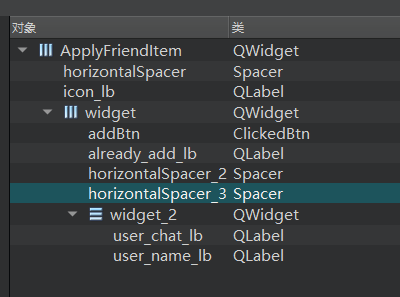 对象 类
ApplyFriendItem QWidget
horizontalSpacer Spacer
icon_lb QLabel
widget QWidget
addBtn ClickedBtn
already_add_lb QLabel
horizontalSpacer_2 Spacer
horizontalSpacer_3 Spacer
widget_2 QWidget
user_chat_lb QLabel
user_name_lb QLabel